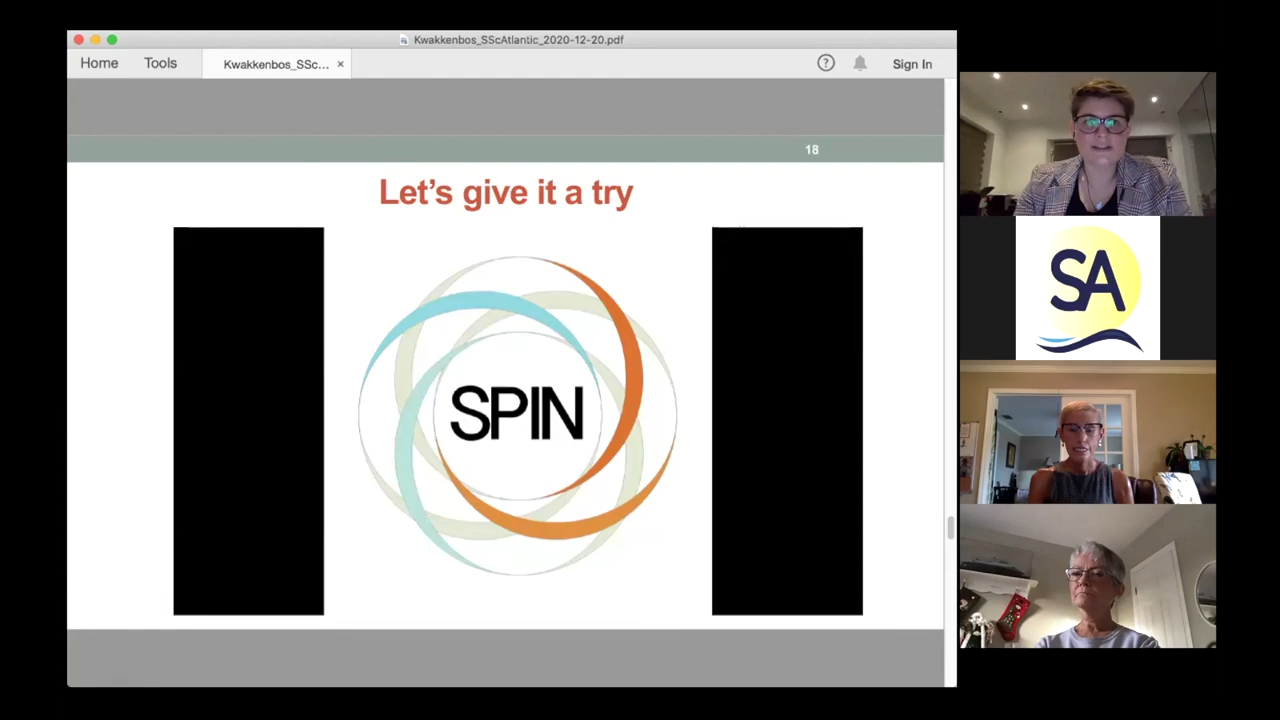 Kwakkenbos_SScAtlantic_2020-12-20.pdf
Home
Tools
Kwakkenbos_SSc... ×
?
Sign In
18
Let's give it a try
SPIN
SA